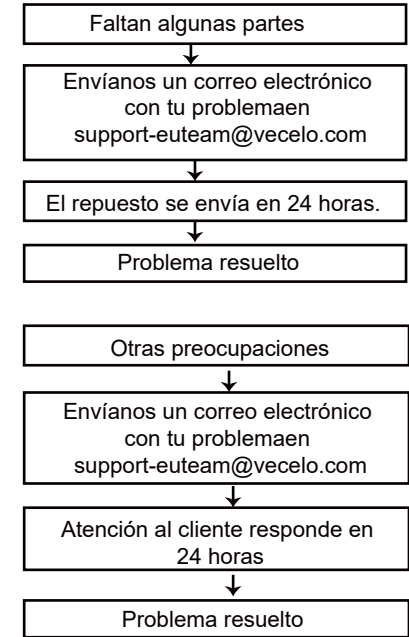 Faltan algunas partes
Envíanos un correo electrónico
con tu problemaen
support-euteam@vecelo.com
El repuesto se envía en 24 horas.
Problema resuelto
Otras preocupaciones
Envíanos un correo electrónico
con tu problemaen
support-euteam@vecelo.com
Atención al cliente responde en
24 horas
Problema resuelto